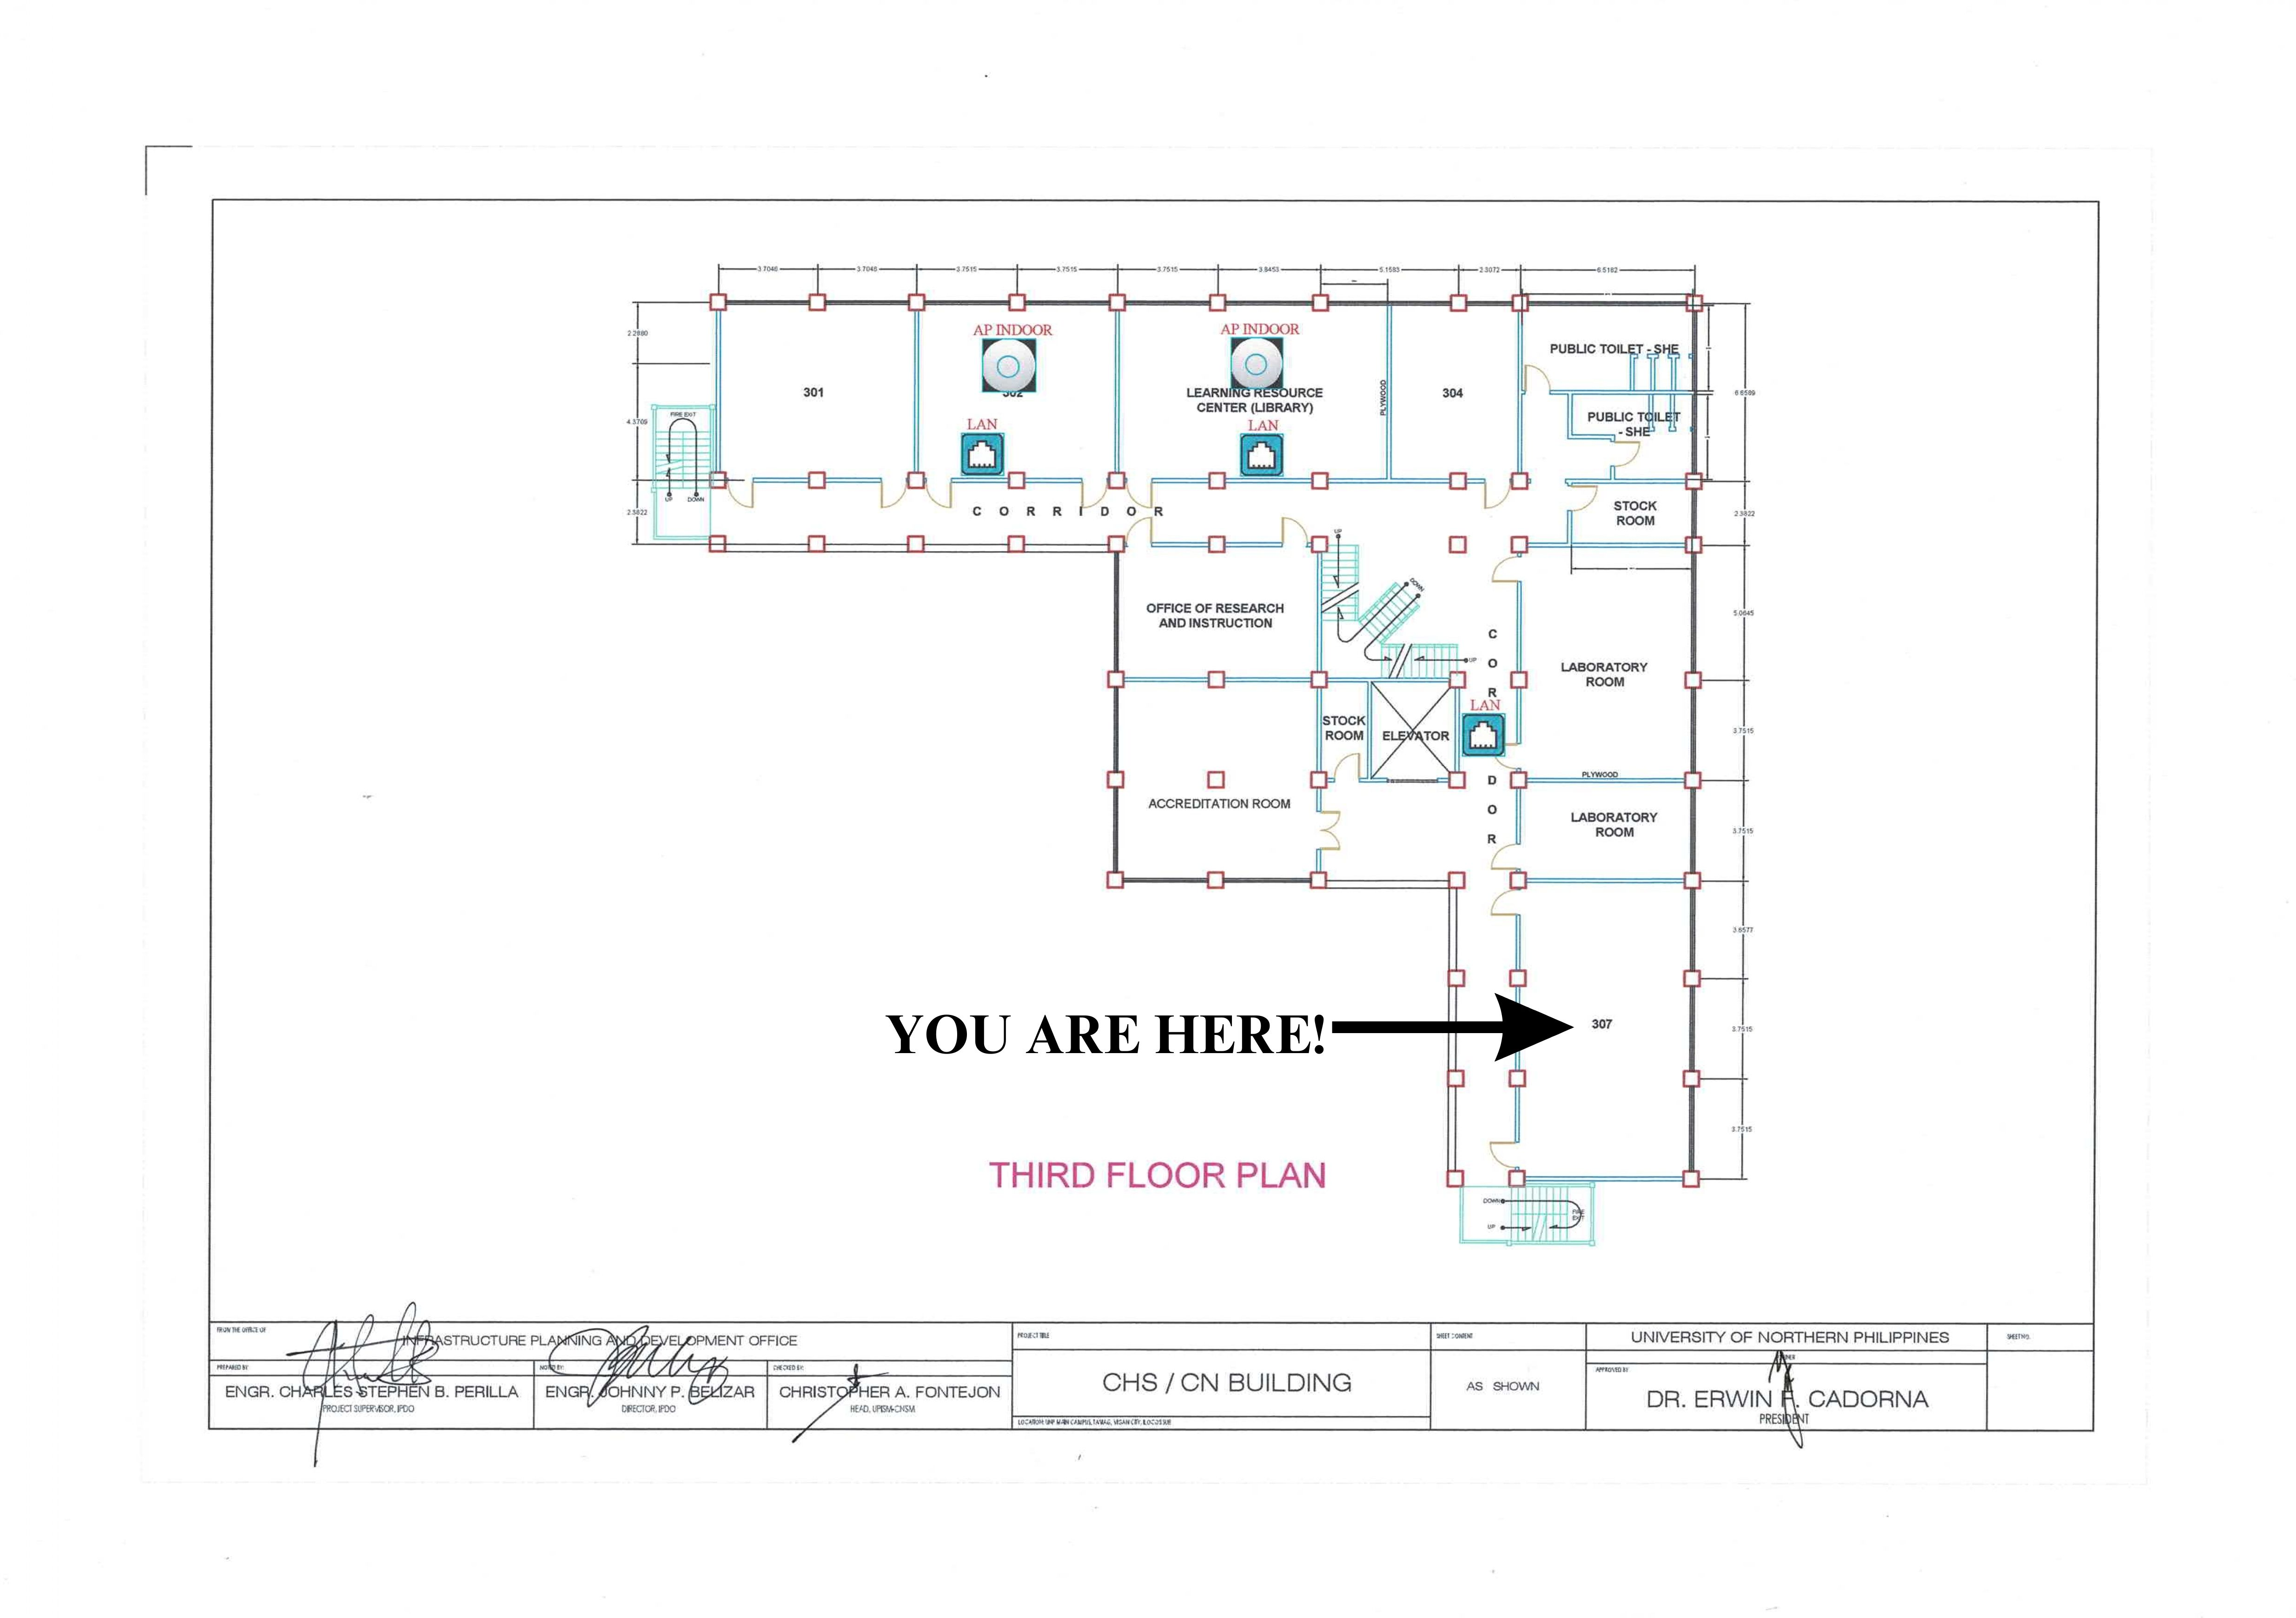 3.7046
3.7046
3.7515
3.7515
3.7515
3.8453
5.1583
2.3072
6.5182
2.2880
4.3709
2.3822
FIRE EXIT
UP
DOWN
301
AP INDOOR
302
LAN
AP INDOOR
LEARNING RESOURCE
CENTER (LIBRARY)
LAN
PLYWOOD
304
PUBLIC TOILET - SHE
PUBLIC TOILET
- SHE
STOCK
ROOM
6.6589
2.3822
C O R R I D O R
UP
DOWN
UP
OFFICE OF RESEARCH
AND INSTRUCTION
C
O
R
LAN
D
O
R
LABORATORY
ROOM
5.0645
3.7515
STOCK
ROOM
ELEVATOR
PLYWOOD
ACCREDITATION ROOM
LABORATORY
ROOM
3.7515
3.6577
YOU ARE HERE!
307
3.7515
3.7515
THIRD FLOOR PLAN
DOWN
UP
FIRE
EXIT
FROM THE OFFICE OF
INFRASTRUCTURE PLANNING AND DEVELOPMENT OFFICE
PREPARED BY:
ENGR. CHARLES STEPHEN B. PERILLA
PROJECT SUPERVISOR, IPDO
NOTED BY:
ENGR. JOHNNY P. BELIZAR
DIRECTOR, IPDO
CHECKED BY:
CHRISTOPHER A. FONTEJON
HEAD, UPISM-CNSM
PROJECT TITLE
CHS / CN BUILDING
LOCATION: UNP MAIN CAMPUS, TAMAG, VIGAN CITY, ILOCOS SUR
SHEET CONTENT
AS SHOWN
UNIVERSITY OF NORTHERN PHILIPPINES
OWNER
APPROVED BY
DR. ERWIN F. CADORNA
PRESIDENT
SHEET NO.